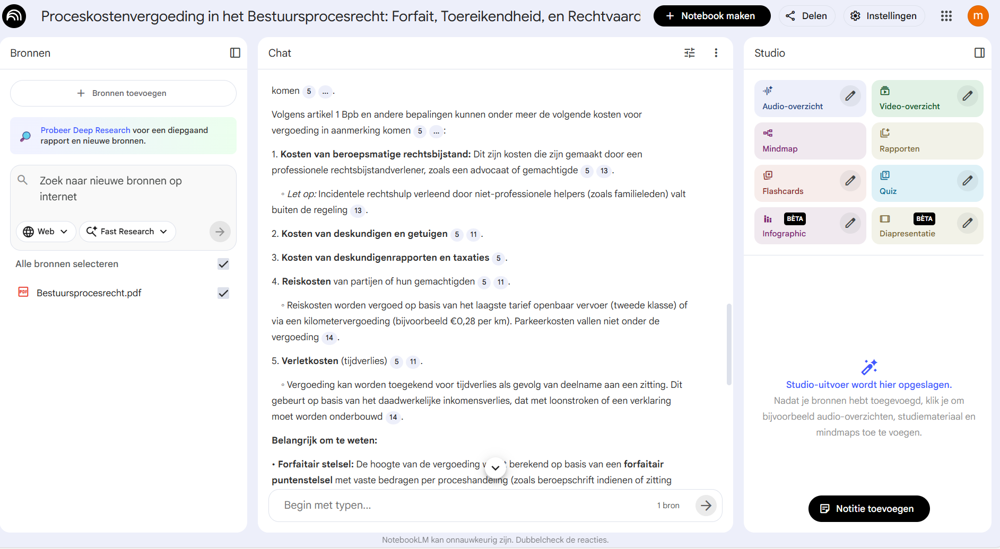 Proceskostenvergoeding in het Bestuursprocesrecht: Forfait, Toereikendheid, en Rechtvaard
Notebook maken
Delen
Instellingen
m
Bronnen
Bronnen toevoegen
Probeer Deep Research voor een diepgaand
rapport en nieuwe bronnen.
Zoek naar nieuwe bronnen op
internet
Web
Fast Research
Alle bronnen selecteren
PDF Bestuursprocesrecht.pdf
Chat
komen 5 ... .
Volgens artikel 1 Bpb en andere bepalingen kunnen onder meer de volgende kosten voor
vergoeding in aanmerking komen 5 ... :
1. Kosten van beroepsmatige rechtsbijstand: Dit zijn kosten die zijn gemaakt door een
professionele rechtsbijstandverlener, zoals een advocaat of gemachtigde 5 13 .
◦ Let op: Incidentele rechtshulp verleend door niet-professionele helpers (zoals familieleden) valt
buiten de regeling 13 .
2. Kosten van deskundigen en getuigen 5 11 .
3. Kosten van deskundigenrapporten en taxaties 5 .
4. Reiskosten van partijen of hun gemachtigden 5 11 .
◦ Reiskosten worden vergoed op basis van het laagste tarief openbaar vervoer (tweede klasse) of
via een kilometervergoeding (bijvoorbeeld €0,28 per km). Parkeerkosten vallen niet onder de
vergoeding 14 .
5. Verletkosten (tijdverlies) 5 11 .
◦ Vergoeding kan worden toegekend voor tijdverlies als gevolg van deelname aan een zitting. Dit
gebeurt op basis van het daadwerkelijke inkomensverlies, dat met loonstroken of een verklaring
moet worden onderbouwd 14 .
Belangrijk om te weten:
• Forfaitair stelsel: De hoogte van de vergoeding berekend op basis van een forfaitair
puntenstelsel met vaste bedragen per proceshandeling (zoals beroepschrift indienen of zitting
Begin met typen...
1 bron
NotebookLM kan onnauwkeurig zijn. Dubbelcheck de reacties.
Studio
Audio-overzicht
Video-overzicht
Mindmap
Rapporten
Flashcards
Quiz
BÈTA
Infographic
BÈTA
Diapresentatie
Studio-uitvoer wordt hier opgeslagen.
Nadat je bronnen hebt toegevoegd, klik je om
bijvoorbeeld audio-overzichten, studiemateriaal en
mindmaps toe te voegen.
Notitie toevoegen